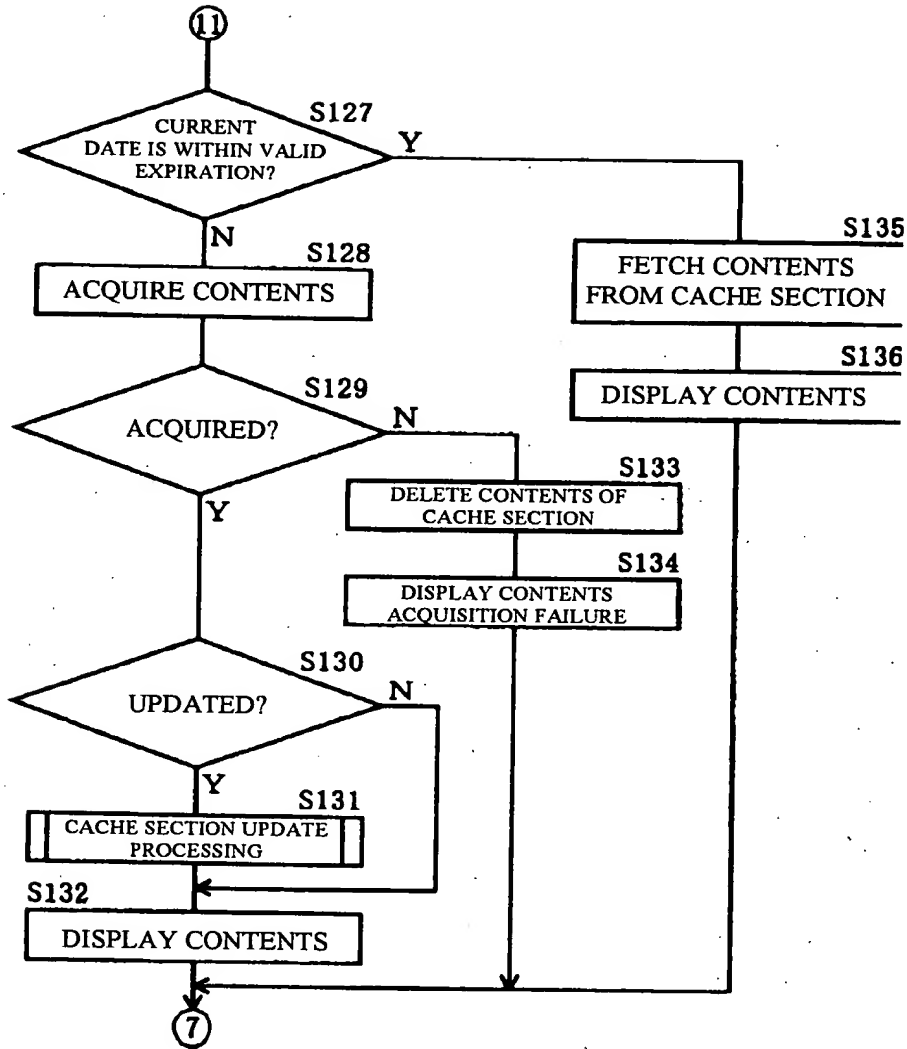 11
S127
CURRENT
DATE IS WITHIN VALID
EXPIRATION?
Y
N
S128
ACQUIRE CONTENTS
S135
FETCH CONTENTS
FROM CACHE SECTION
S136
DISPLAY CONTENTS
S129
ACQUIRED?
N
Y
S133
DELETE CONTENTS OF
CACHE SECTION
S134
DISPLAY CONTENTS
ACQUISITION FAILURE
S130
UPDATED?
N
Y
S131
CACHE SECTION UPDATE
PROCESSING
S132
DISPLAY CONTENTS
7